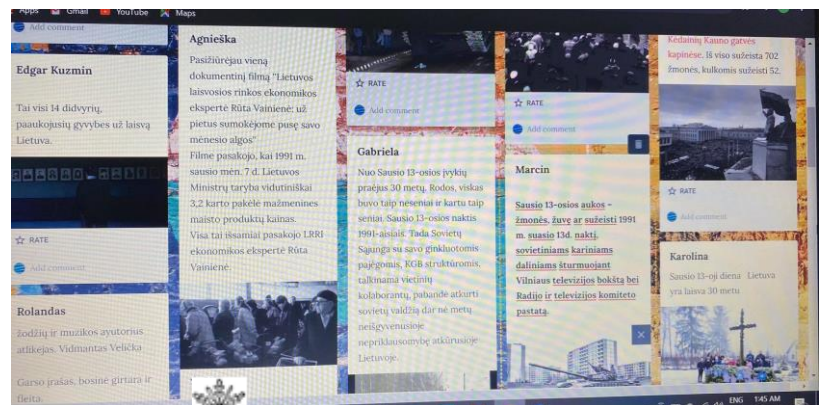 Apps Gmail YouTube Maps
Add comment
Edgar Kuzmin
Tai visi 14 didvyrių,
paaukojusių gyvybes už laisvą
Lietuva.
RATE
Add comment
Rolandas
žodžių ir muzikos ayutorius
atlikėjas. Vidmantas Velička
Garso įrašas, bosinė girtara ir
fleita.
Agnieška
Pasižiūrėjau vieną
dokumentinį filmą "Lietuvos
laisvosios rinkos ekonomikos
ekspertė Rūta Vainienė: už
pietus sumokėjome pusę savo
mėnesio algos"
Filme pasakojo, kai 1991 m.
sausio mėn. 7 d. Lietuvos
Ministrų taryba vidutiniškai
3,2 karto pakėlė mažmenines
maisto produktų kainas.
Visa tai išsamiai pasakojo LRRI
ekonomikos ekspertė Rūta
Vainienė.
RATE
Add comment
Gabriela
Nuo Sausio 13-osios įvykių
praėjus 30 metų. Rodos, viskas
buvo taip neseniai ir kartu taip
seniai. Sausio 13-osios naktis
1991-aisiais. Tada Sovietų
Sąjunga su savo ginkluotomis
pajėgomis, KGB struktūromis,
talkinama vietinių
kolaborantų, pabandė atkurti
sovietų valdžią dar nė metų
neišgyvenusioje
nepriklausomybę atkūrusioje
Lietuvoje.
RATE
Add comment
Marcin
Sausio 13-osios aukos –
žmonės, žuvę ar sužeisti 1991
m. suasio 13d. naktį,
sovietiniams kariniams
daliniams šturmuojant
Vilniaus televizijos bokštą bei
Radijo ir televizijos komiteto
pastatą.
Kėdainių Kauno gatvės
kapinėse. Iš viso sužeista 702
žmonės, kulkomis sužeisti 52.
RATE
Add comment
Karolina
Sausio 13-oji diena Lietuva
yra laisva 30 metu
ENG 1:45 AM